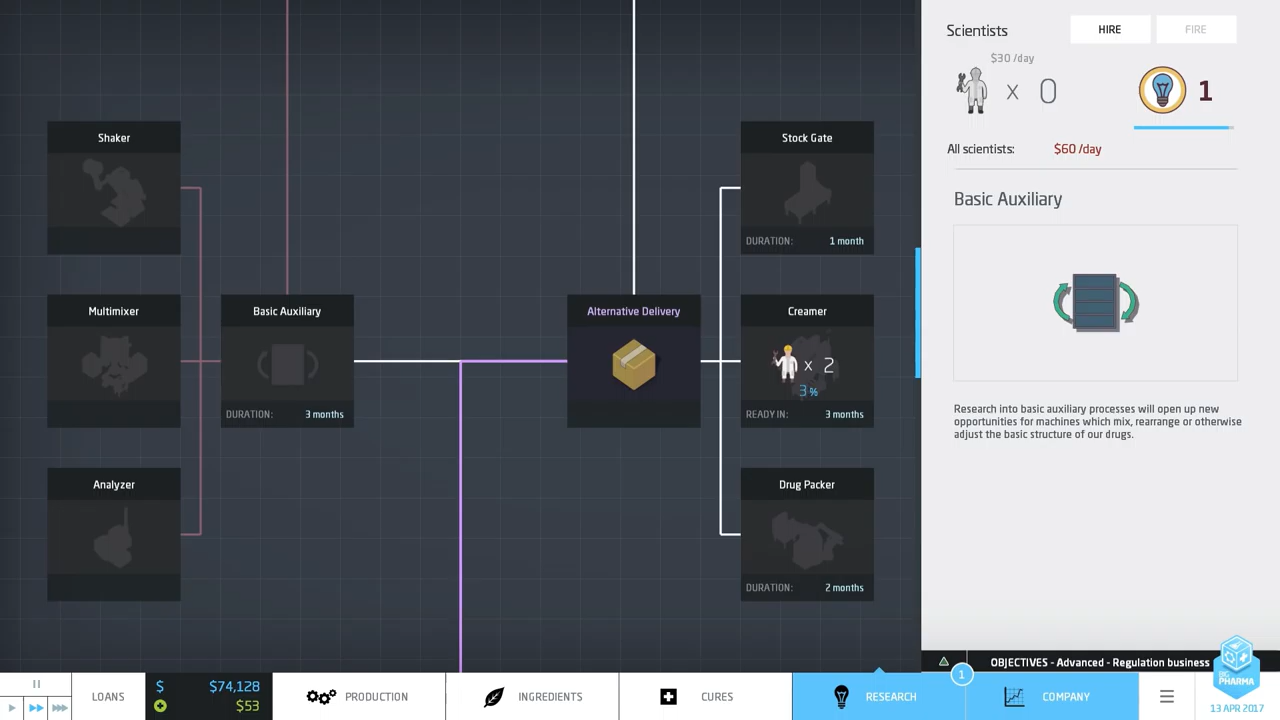 Shaker
Stock Gate
DURATION: 1 month
Multimixer
Basic Auxiliary
DURATION: 3 months
Alternative Delivery
Creamer
x 2
3 %
READY IN: 3 months
Analyzer
Drug Packer
DURATION: 2 months
Scientists
HIRE
FIRE
$30 /day
x 0
1
All scientists: $60 /day
Basic Auxiliary
Research into basic auxiliary processes will open up new
opportunities for machines which mix, rearrange or otherwise
adjust the basic structure of our drugs.
OBJECTIVES - Advanced - Regulation business
LOANS
$ $74,128
$53
PRODUCTION
INGREDIENTS
CURES
RESEARCH
1
COMPANY
BIG
PHARMA
13 APR 2017